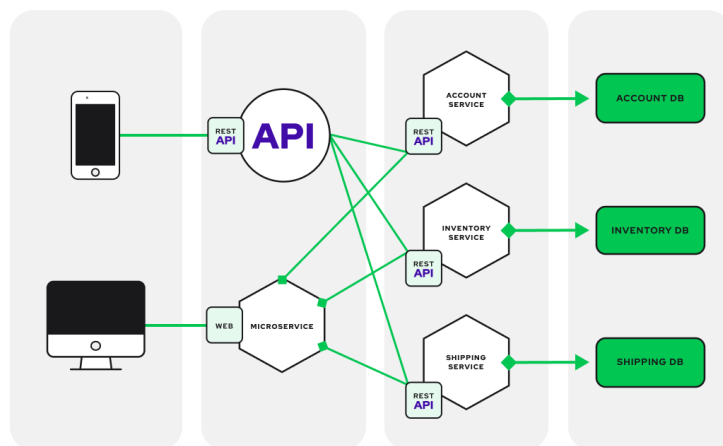 REST
API
API
WEB
MICROSERVICE
ACCOUNT
SERVICE
REST
API
INVENTORY
SERVICE
REST
API
SHIPPING
SERVICE
REST
API
ACCOUNT DB
INVENTORY DB
SHIPPING DB